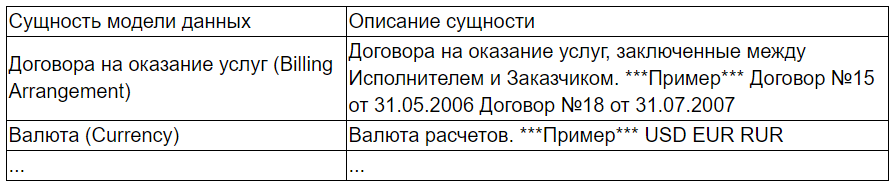 Сущность модели данных
Описание сущности
Договора на оказание услуг (Billing
Arrangement)
Договора на оказание услуг, заключенные между
Исполнителем и Заказчиком. ***Пример*** Договор №15
от 31.05.2006 Договор №18 от 31.07.2007
Валюта (Currency)
Валюта расчетов. ***Пример*** USD EUR RUR
...
...